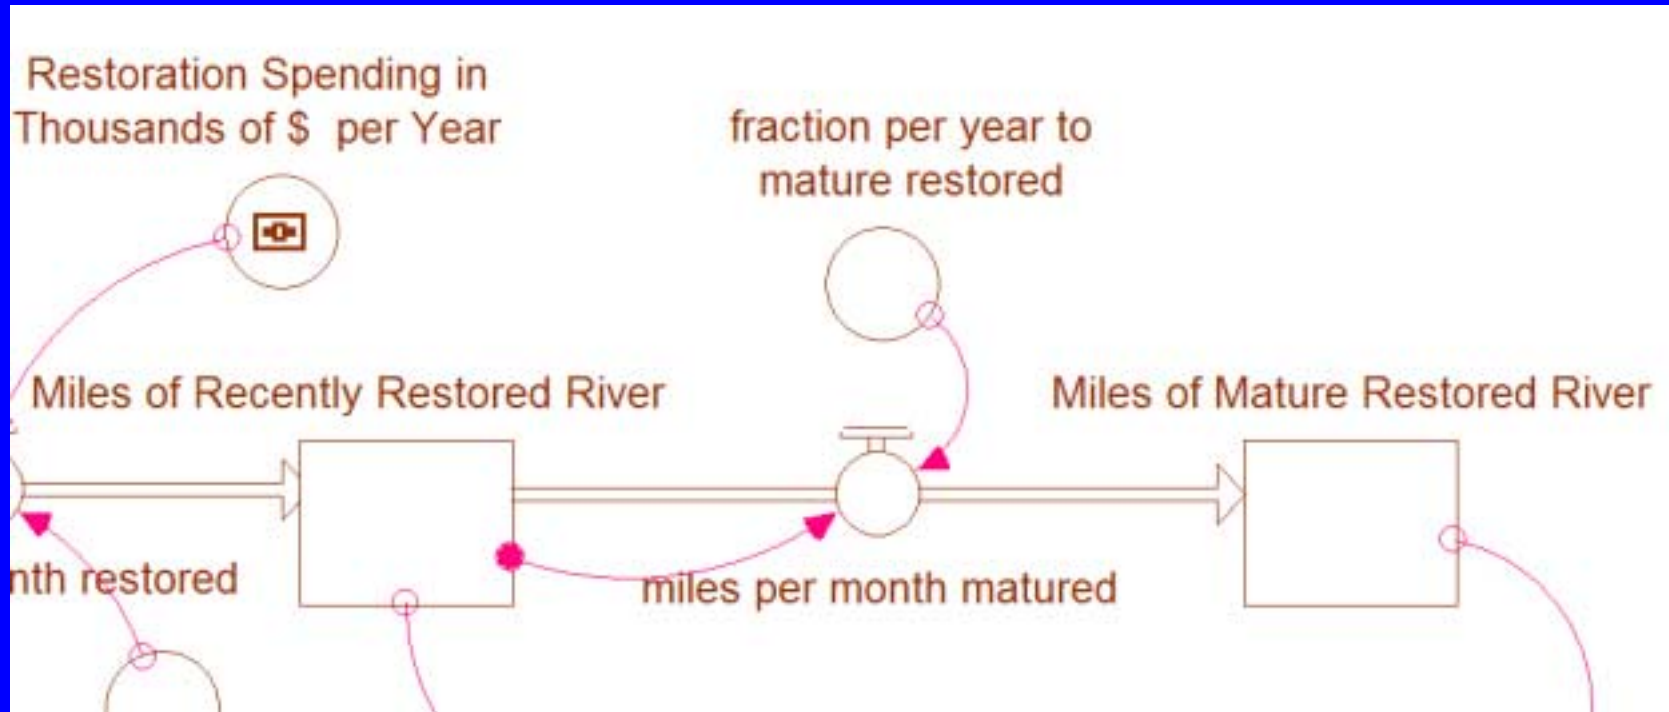 Restoration Spending in
Thousands of $ per Year
fraction per year to
mature restored
Miles of Recently Restored River
Miles of Mature Restored River
nth restored
miles per month matured